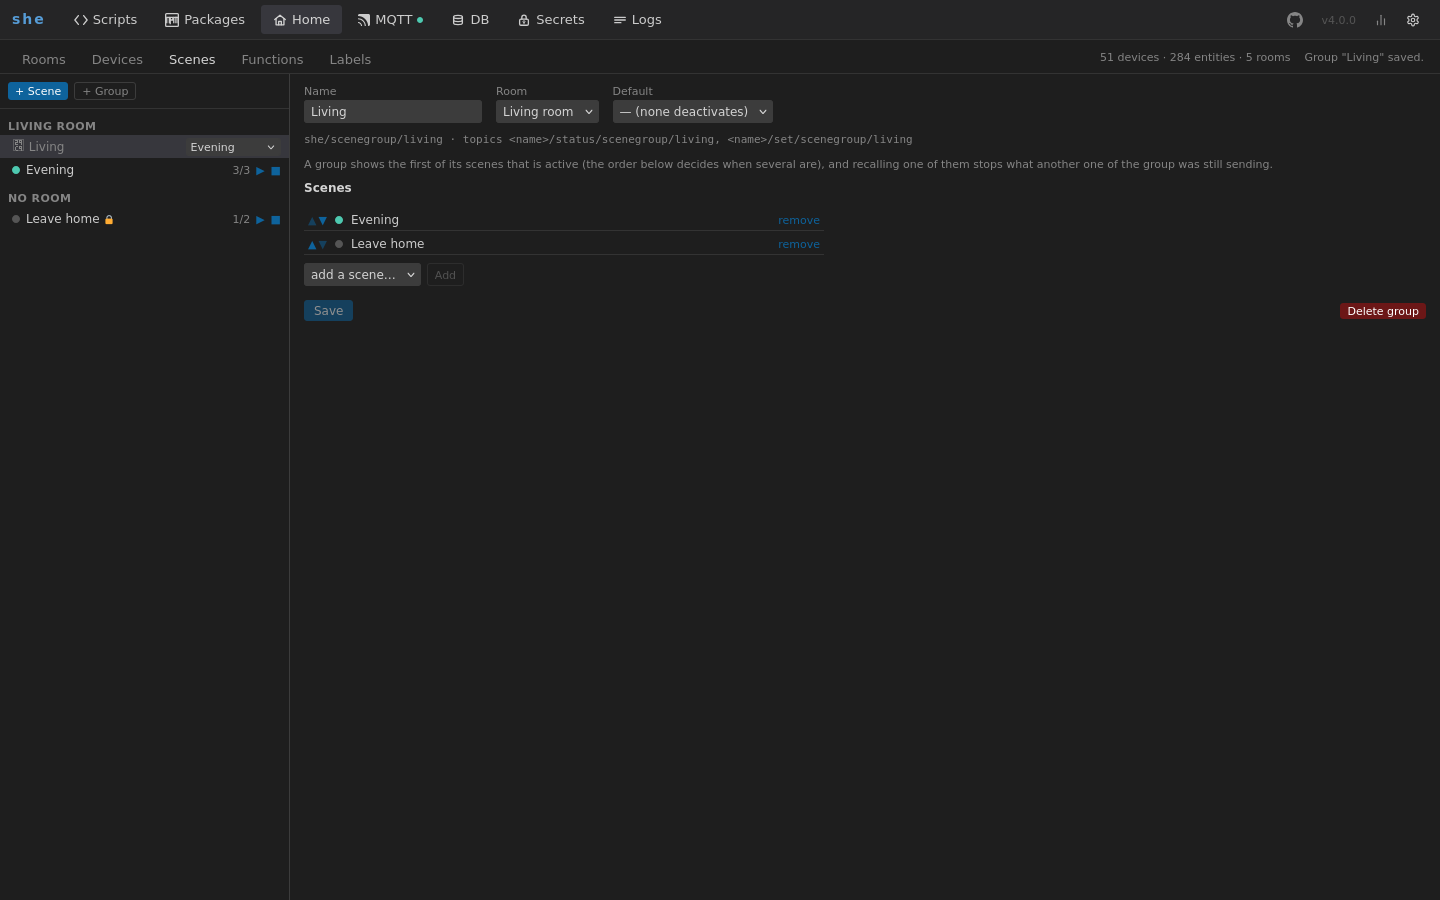 she Scripts Packages Home MQTT DB Secrets Logs v4.0.0
Rooms Devices Scenes Functions Labels 51 devices · 284 entities · 5 rooms Group "Living" saved.
+ Scene + Group
LIVING ROOM
Living Evening
Evening 3/3
NO ROOM
Leave home 1/2
Name Room Default
Living Living room — (none deactivates)
she/scenegroup/living · topics <name>/status/scenegroup/living, <name>/set/scenegroup/living
A group shows the first of its scenes that is active (the order below decides when several are), and recalling one of them stops what another one of the group was still sending.
Scenes
Evening remove
Leave home remove
add a scene... Add
Save Delete group